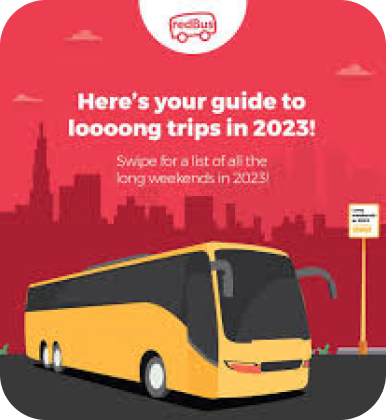 redBus
Here's your guide to
loooong trips in 2023!
Swipe for a list of all the
long weekends in 2023!